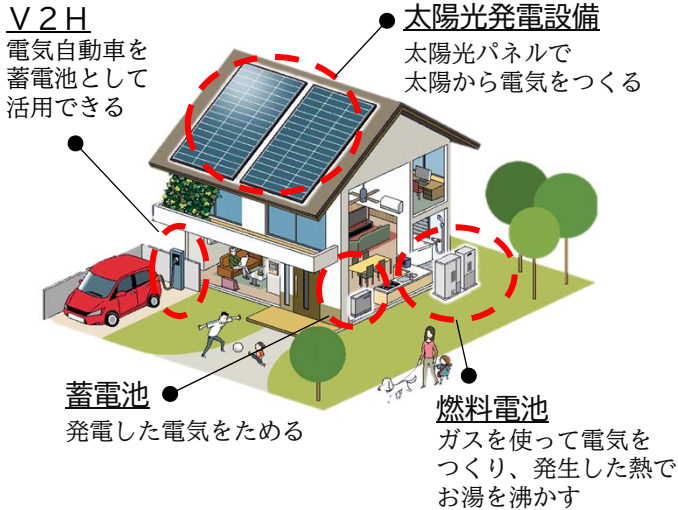 V2H
電気自動車を
蓄電池として
活用できる
太陽光発電設備
太陽光パネルで
太陽から電気をつくる
蓄電池
発電した電気をためる
燃料電池
ガスを使って電気を
つくり、発生した熱で
お湯を沸かす